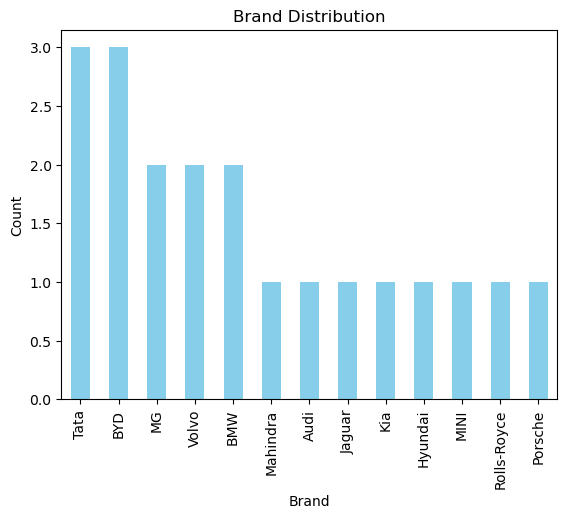 Brand Distribution
3.0
2.5
2.0
1.5
1.0
0.5
0.0
Count
Tata
BYD
MG
Volvo
BMW
Mahindra
Audi
Jaguar
Kia
Hyundai
MINI
Rolls-Royce
Porsche
Brand